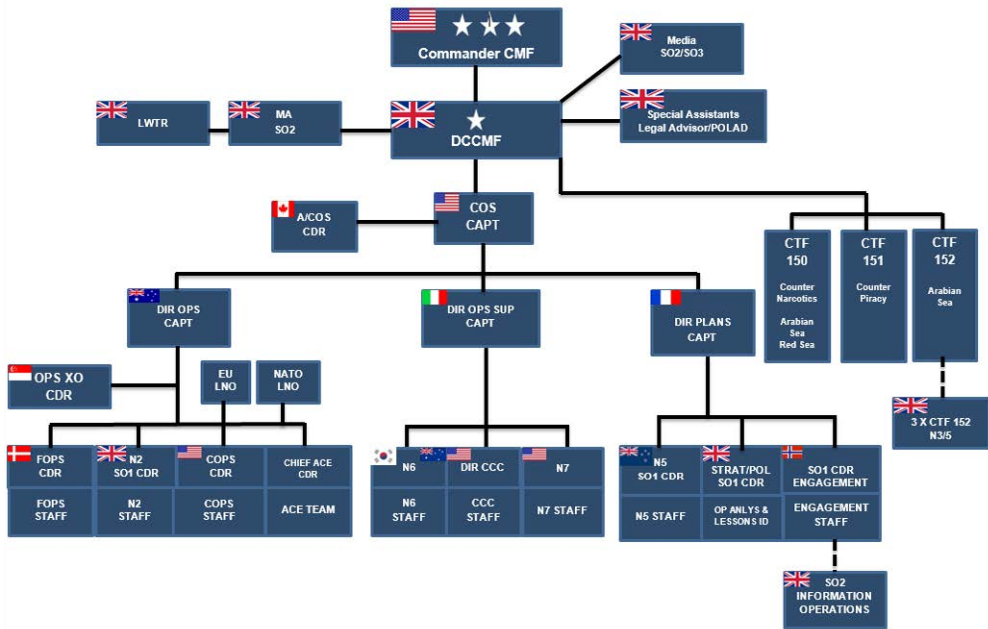 Commander CMF
Media
SO2/SO3
LWTR
MA
SO2
DCCMF
Special Assistants
Legal Advisor/POLAD
A/COS
CDR
COS
CAPT
CTF
150
Counter
Narcotics
Arabian
Sea
Red Sea
CTF
151
Counter
Piracy
CTF
152
Arabian
Sea
DIR OPS
CAPT
DIR OPS SUP
CAPT
DIR PLANS
CAPT
OPS XO
CDR
EU
LNO
NATO
LNO
3 X CTF 152
N3/5
FOPS
CDR
N2
SO1 CDR
COPS
CDR
CHIEF ACE
CDR
FOPS
STAFF
N2
STAFF
COPS
STAFF
ACE TEAM
N6
DIR CCC
N7
N6
STAFF
CCC
STAFF
N7 STAFF
N5
SO1 CDR
STRAT/POL
SO1 CDR
SO1 CDR
ENGAGEMENT
N5 STAFF
OP ANLYS &
LESSONS ID
ENGAGEMENT
STAFF
SO2
INFORMATION
OPERATIONS